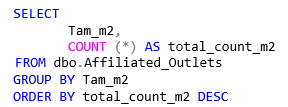 SELECT
Tam_m2,
COUNT (*) AS total_count_m2
FROM dbo.Affiliated_Outlets
GROUP BY Tam_m2
ORDER BY total_count_m2 DESC